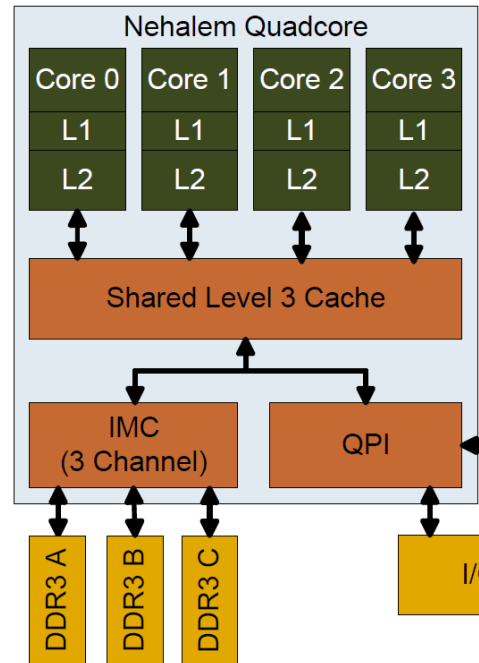 Nehalem Quadcore
Core 0 Core 1 Core 2 Core 3
L1 L1 L1 L1
L2 L2 L2 L2
Shared Level 3 Cache
IMC
(3 Channel)
QPI
DDR3 A
DDR3 B
DDR3 C